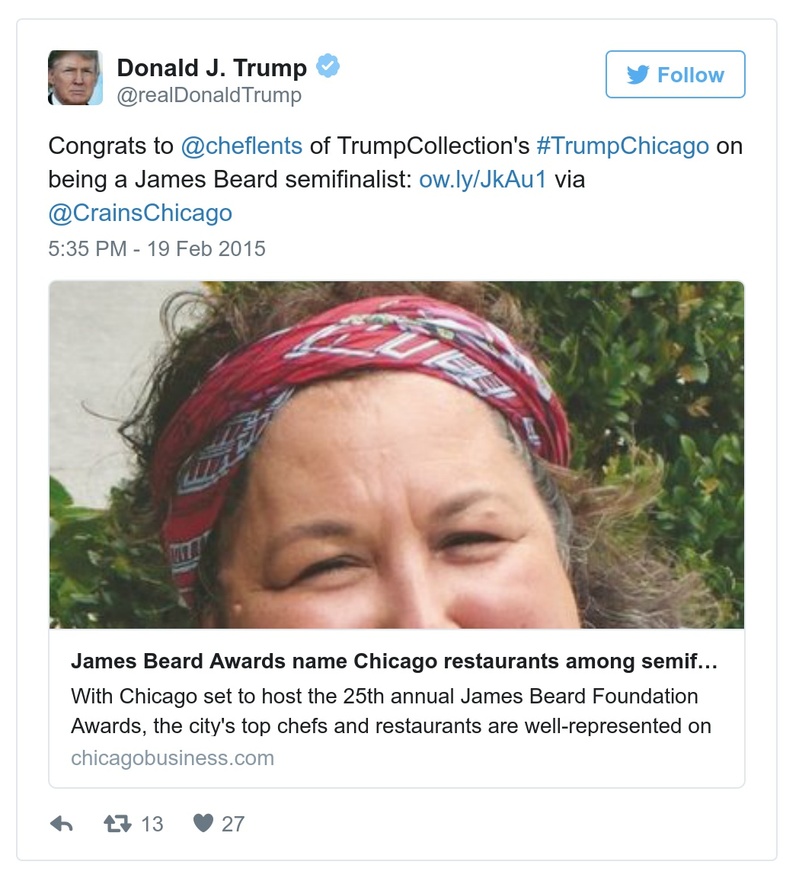 Donald J. Trump
@realDonaldTrump
Follow
Congrats to @cheflents of TrumpCollection's #TrumpChicago on
being a James Beard semifinalist: ow.ly/JkAu1 via
@CrainsChicago
5:35 PM - 19 Feb 2015
James Beard Awards name Chicago restaurants among semif…
With Chicago set to host the 25th annual James Beard Foundation
Awards, the city's top chefs and restaurants are well-represented on
chicagobusiness.com
13 27